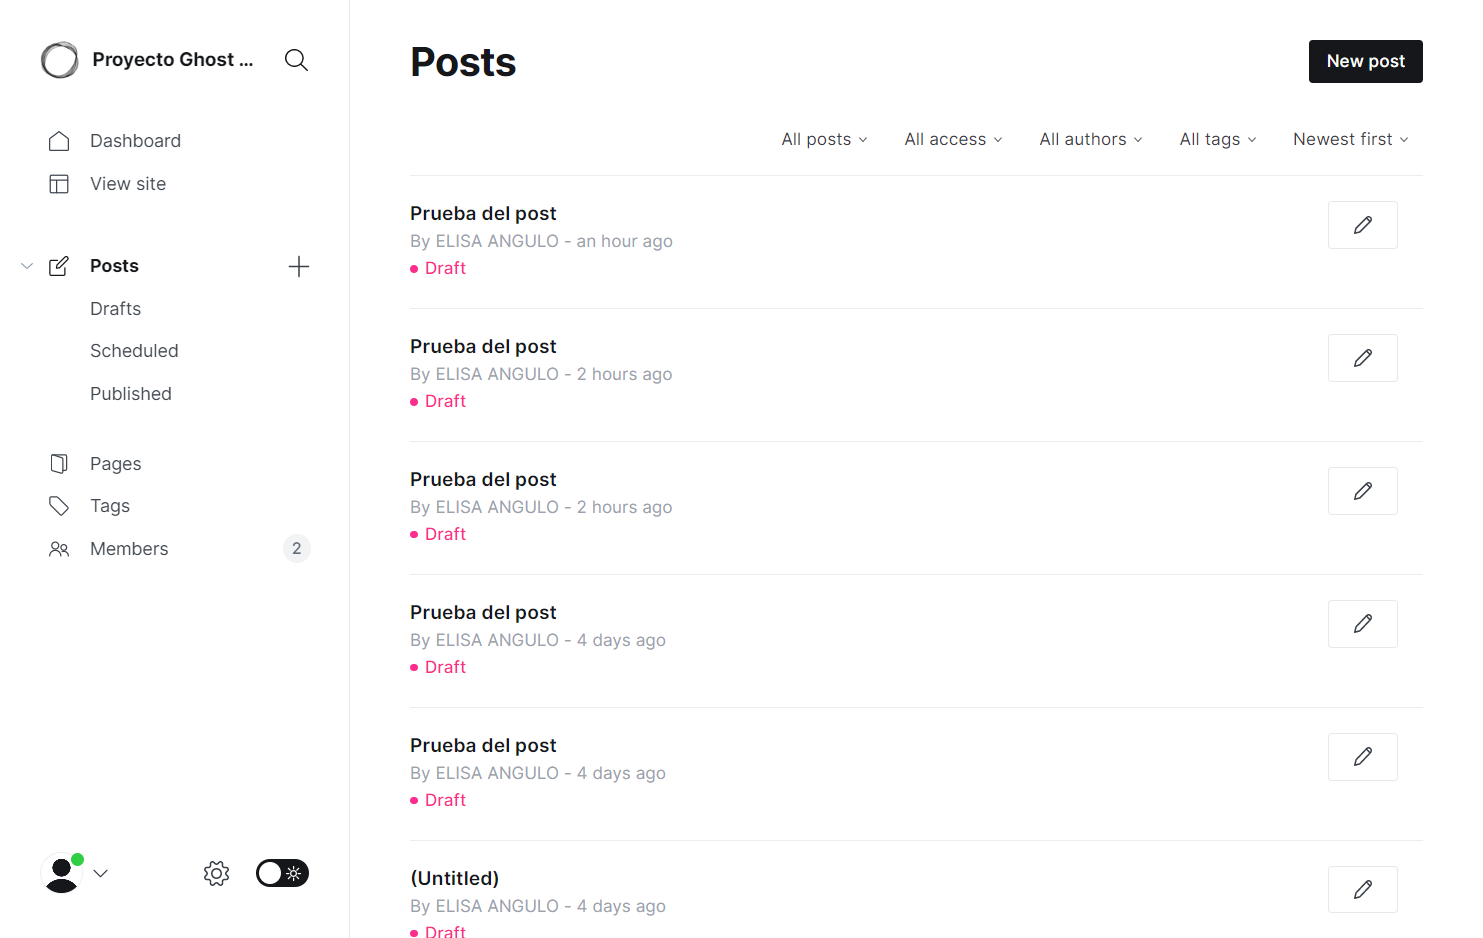 Proyecto Ghost ...
Dashboard
View site
Posts
Drafts
Scheduled
Published
Pages
Tags
Members 2
Posts
New post
All posts All access All authors All tags Newest first
Prueba del post
By ELISA ANGULO - an hour ago
Draft
Prueba del post
By ELISA ANGULO - 2 hours ago
Draft
Prueba del post
By ELISA ANGULO - 2 hours ago
Draft
Prueba del post
By ELISA ANGULO - 4 days ago
Draft
Prueba del post
By ELISA ANGULO - 4 days ago
Draft
(Untitled)
By ELISA ANGULO - 4 days ago
Draft